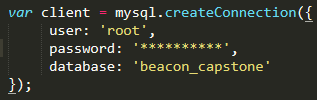 var client = mysql.createConnection({
user: 'root',
password: '**********',
database: 'beacon_capstone'
});